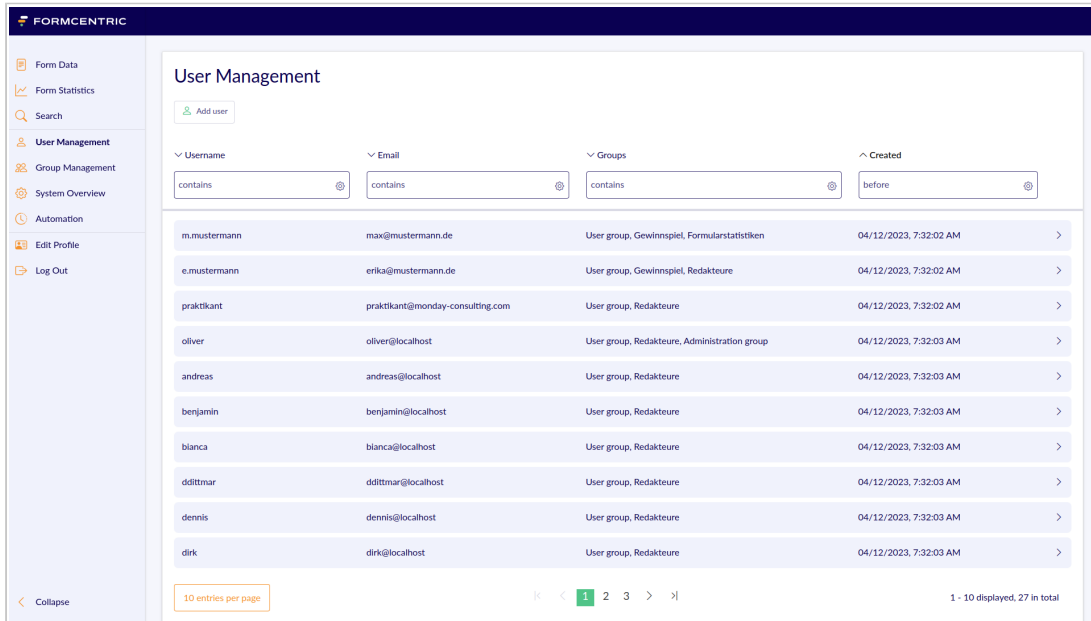 FORMCENTRIC
Form Data
Form Statistics
Search
User Management
Group Management
System Overview
Automation
Edit Profile
Log Out
Collapse
User Management
Add user
Username Email Groups Created
contains contains contains before
m.mustermann max@mustermann.de User group, Gewinnspiel, Formularstatistiken 04/12/2023, 7:32:02 AM
e.mustermann erika@mustermann.de User group, Gewinnspiel, Redakteure 04/12/2023, 7:32:02 AM
praktikant praktikant@monday-consulting.com User group, Redakteure 04/12/2023, 7:32:02 AM
oliver oliver@localhost User group, Redakteure, Administration group 04/12/2023, 7:32:03 AM
andreas andreas@localhost User group, Redakteure 04/12/2023, 7:32:03 AM
benjamin benjamin@localhost User group, Redakteure 04/12/2023, 7:32:03 AM
bianca bianca@localhost User group, Redakteure 04/12/2023, 7:32:03 AM
ddittmar ddittmar@localhost User group, Redakteure 04/12/2023, 7:32:03 AM
dennis dennis@localhost User group, Redakteure 04/12/2023, 7:32:03 AM
dirk dirk@localhost User group, Redakteure 04/12/2023, 7:32:03 AM
10 entries per page 1 2 3 1 - 10 displayed, 27 in total